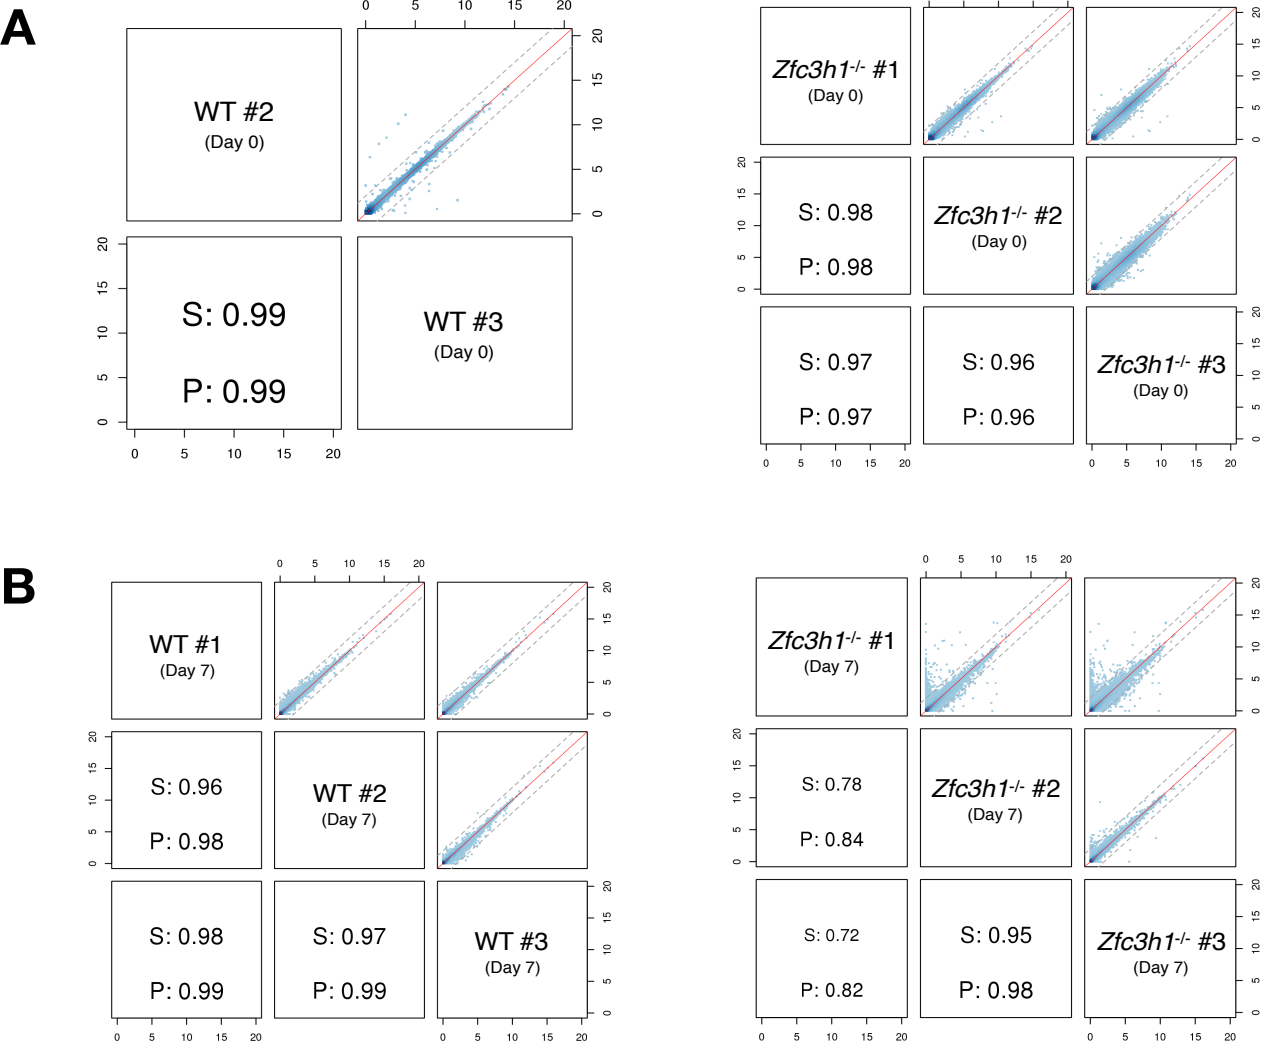 A
0 5 10 15 20
WT #2
(Day 0)
20
15
10
5
0
20
15
10
5
0
S: 0.99
P: 0.99
WT #3
(Day 0)
0 5 10 15 20
Zfc3h1-/- #1
(Day 0)
20
15
10
5
0
20
15
10
5
0
S: 0.98
P: 0.98
Zfc3h1-/- #2
(Day 0)
S: 0.97
P: 0.97
S: 0.96
P: 0.96
Zfc3h1-/- #3
(Day 0)
20
15
10
5
0
0 5 10 15 20
0 5 10 15 20
B
0 5 10 15 20
WT #1
(Day 7)
20
15
10
5
0
20
15
10
5
0
S: 0.96
P: 0.98
WT #2
(Day 7)
S: 0.98
P: 0.99
S: 0.97
P: 0.99
WT #3
(Day 7)
20
15
10
5
0
0 5 10 15 20
0 5 10 15 20
0 5 10 15 20
Zfc3h1-/- #1
(Day 7)
20
15
10
5
0
20
15
10
5
0
S: 0.78
P: 0.84
Zfc3h1-/- #2
(Day 7)
S: 0.72
P: 0.82
S: 0.95
P: 0.98
Zfc3h1-/- #3
(Day 7)
20
15
10
5
0
0 5 10 15 20
0 5 10 15 20